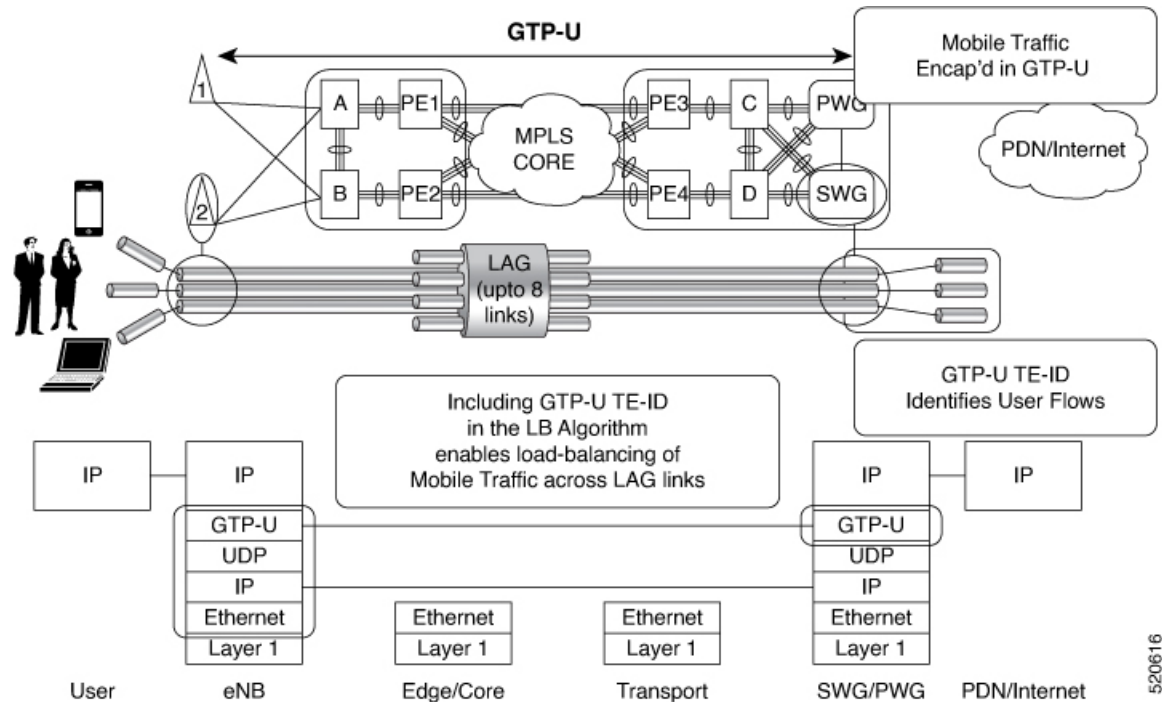 GTP-U
Mobile Traffic
Encap'd in GTP-U
1
A
PE1
PE3
C
PWG
MPLS
CORE
PDN/Internet
2
B
PE2
PE4
D
SWG
LAG
(upto 8
links)
GTP-U TE-ID
Identifies User Flows
Including GTP-U TE-ID
in the LB Algorithm
enables load-balancing of
Mobile Traffic across LAG links
IP
IP
IP
IP
GTP-U
GTP-U
UDP
UDP
IP
IP
Ethernet
Ethernet
Ethernet
Ethernet
Layer 1
Layer 1
Layer 1
Layer 1
User
eNB
Edge/Core
Transport
SWG/PWG
PDN/Internet
520616